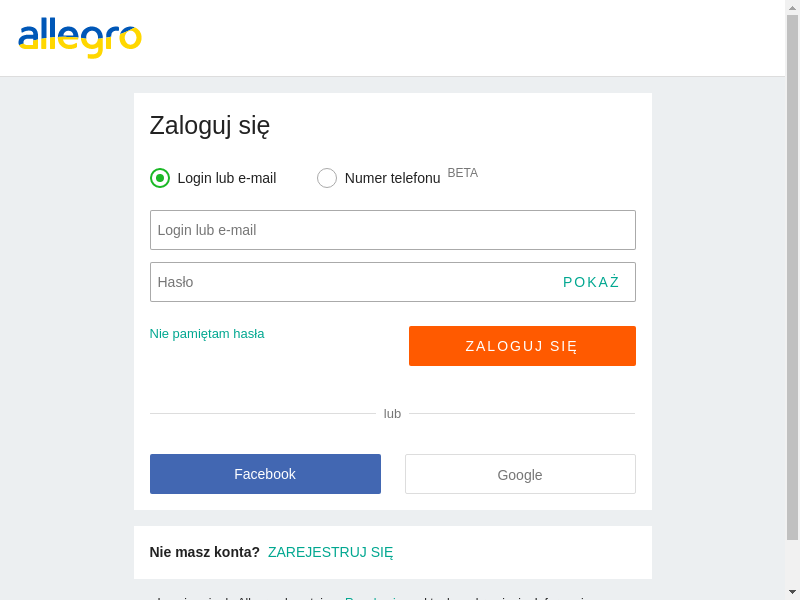 allegro
Zaloguj się
Login lub e-mail
Numer telefonu BETA
Login lub e-mail
Hasło
POKAŻ
Nie pamiętam hasła
ZALOGUJ SIĘ
lub
Facebook
Google
Nie masz konta? ZAREJESTRUJ SIĘ